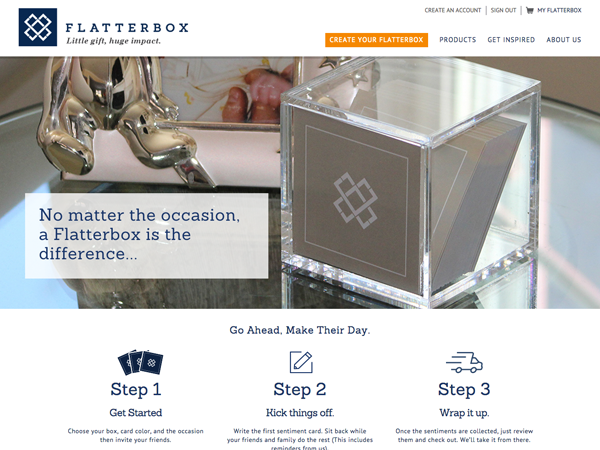 CREATE AN ACCOUNT | SIGN OUT | MY FLATTERBOX
FLATTERBOX
Little gift, huge impact.
CREATE YOUR FLATTERBOX PRODUCTS GET INSPIRED ABOUT US
No matter the occasion,
a Flatterbox is the
difference...
Go Ahead, Make Their Day.
Step 1
Get Started
Choose your box, card color, and the occasion
then invite your friends.
Step 2
Kick things off.
Write the first sentiment card. Sit back while
your friends and family do the rest (This includes
reminders from us)
Step 3
Wrap it up.
Once the sentiments are collected, just review
them and check out. We'll take it from there.